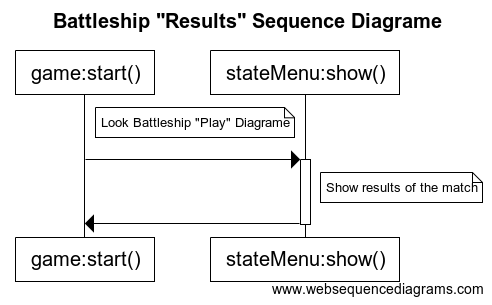 Battleship "Results" Sequence Diagrame
game:start()
stateMenu:show()
Look Battleship "Play" Diagrame
Show results of the match
game:start()
stateMenu:show()
www.websequencediagrams.com